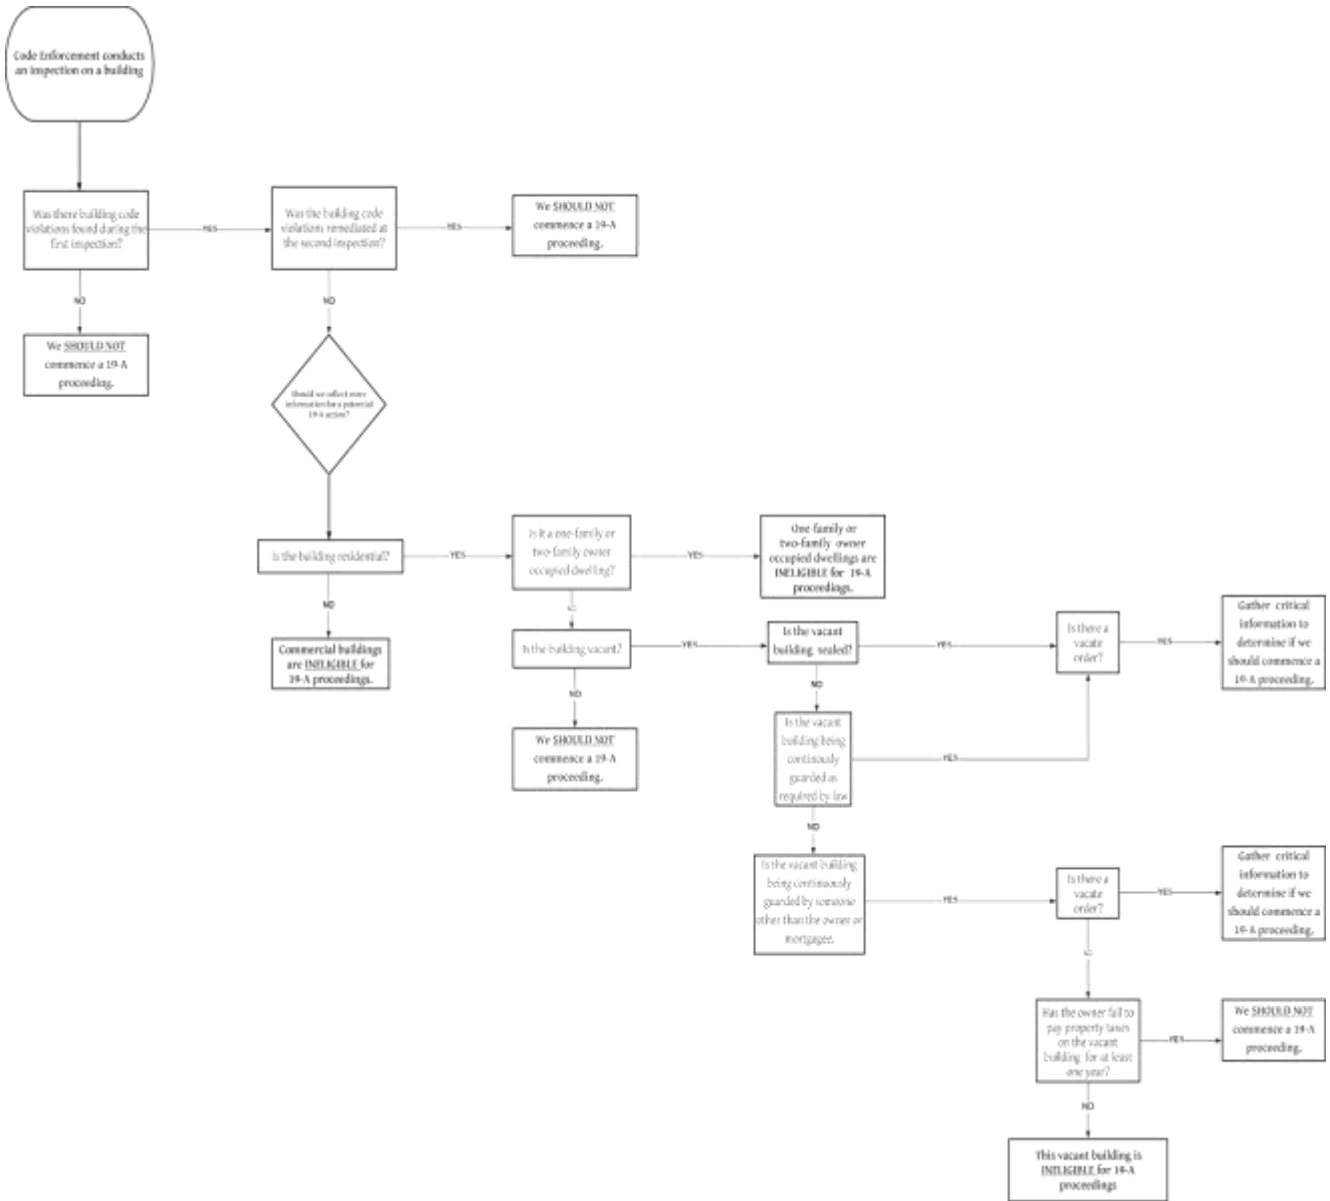 Code Enforcement conducts
an inspection on a building
Was there building code
violations found during the
first inspection?
YES
Was the building code
violations remediated at
the second inspection?
YES
We SHOULD NOT
commence a 19-A
proceeding.
NO
We SHOULD NOT
commence a 19-A
proceeding.
NO
Should we collect more
information for a potential
19-A action?
Is the building residential?
YES
Is it a one-family or
two-family owner
occupied dwelling?
YES
One-family or
two-family owner
occupied dwellings are
INELIGIBLE for 19-A
proceedings.
NO
Commercial buildings
are INELIGIBLE for
19-A proceedings.
Is the building vacant?
YES
Is the vacant
building sealed?
YES
Is there a
vacate
order?
YES
Gather critical
information to
determine if we
should commence a
19-A proceeding.
NO
We SHOULD NOT
commence a 19-A
proceeding.
NO
Is the vacant
building being
continously
guarded as
required by law
YES
NO
Is the vacant building
being continuously
guarded by someone
other than the owner or
mortgagee.
YES
Is there a
vacate
order?
YES
Gather critical
information to
determine if we
should commence a
19-A proceeding.
Has the owner fail to
pay property taxes
on the vacant
building for at least
one year?
YES
We SHOULD NOT
commence a 19-A
proceeding.
NO
This vacant building is
INELIGIBLE for 19-A
proceedings